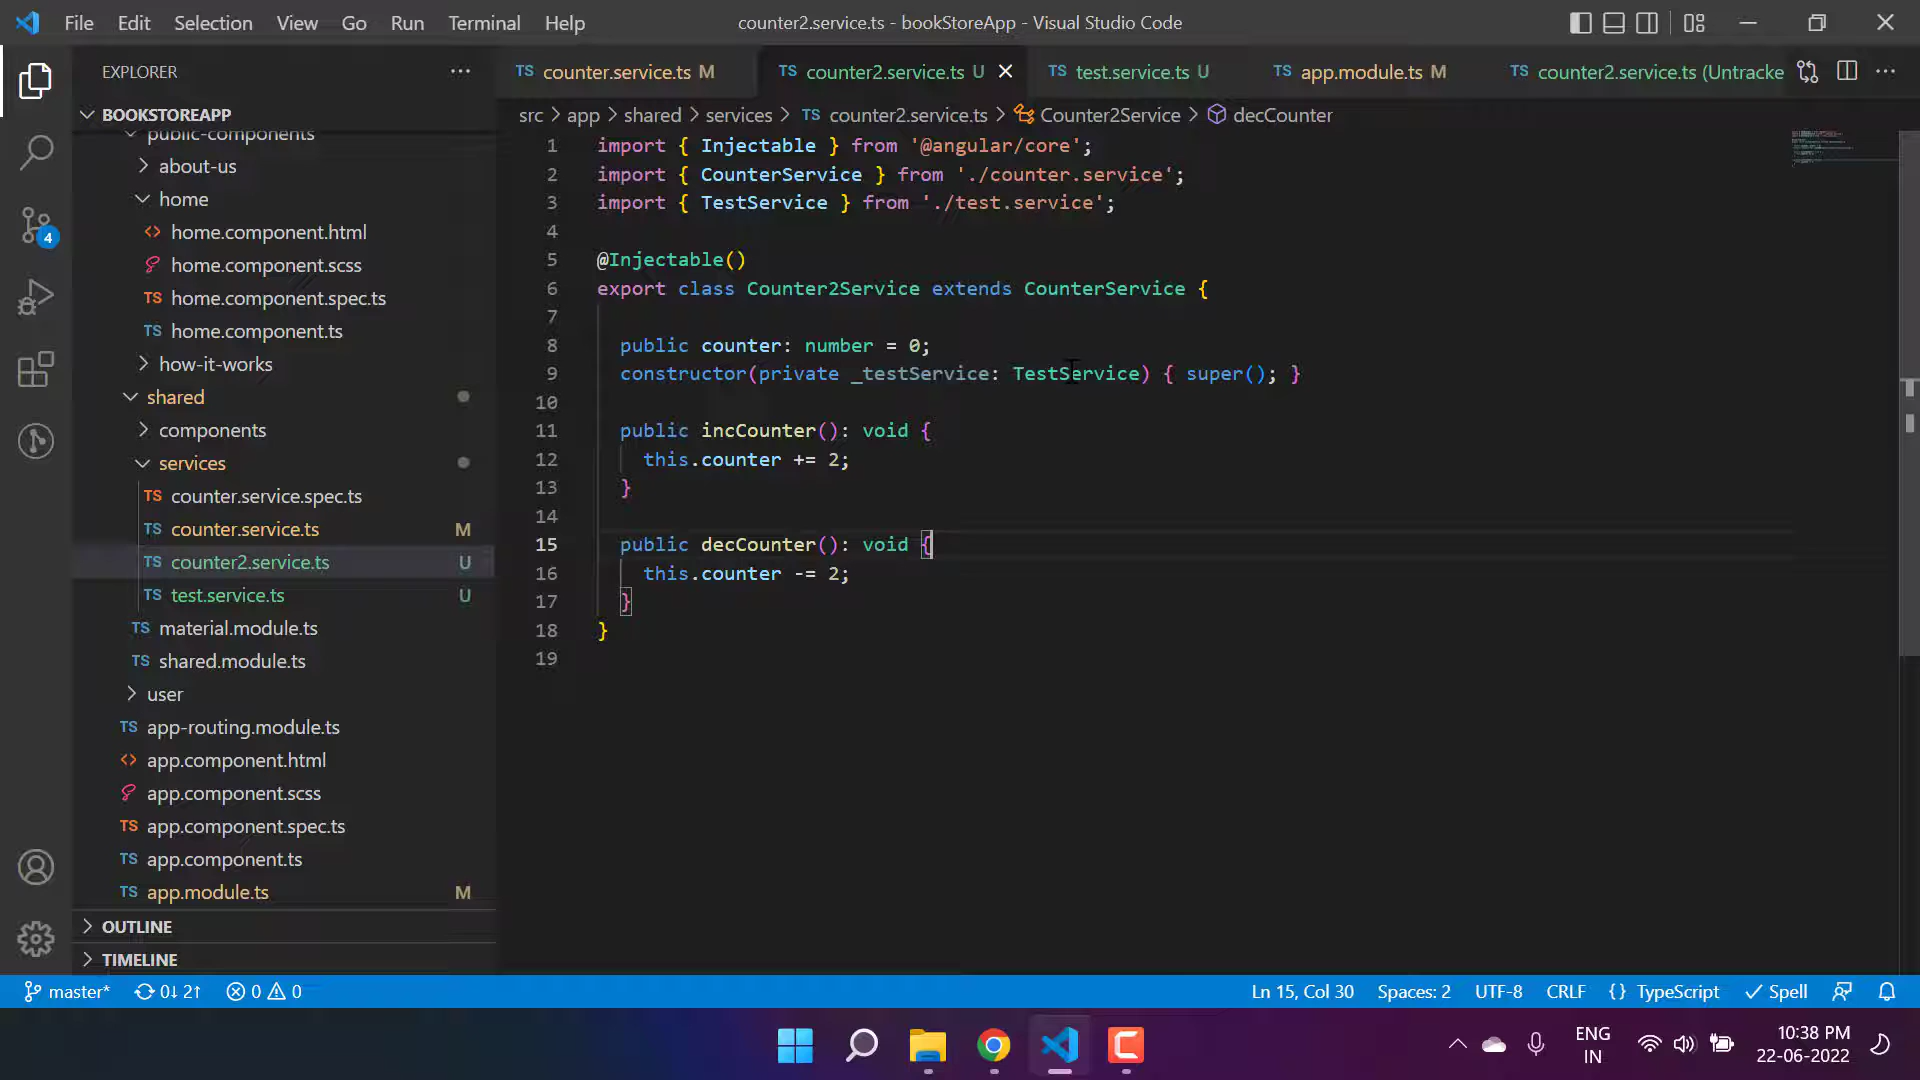 File Edit Selection View Go Run Terminal Help
counter2.service.ts - bookStoreApp - Visual Studio Code
EXPLORER
BOOKSTOREAPP
public-components
about-us
home
home.component.html
home.component.scss
home.component.spec.ts
home.component.ts
how-it-works
shared
components
services
counter.service.spec.ts
counter.service.ts M
counter2.service.ts U
test.service.ts U
material.module.ts
shared.module.ts
user
app-routing.module.ts
app.component.html
app.component.scss
app.component.spec.ts
app.component.ts
app.module.ts M
OUTLINE
TIMELINE
TS counter.service.ts M TS counter2.service.ts U TS test.service.ts U TS app.module.ts M TS counter2.service.ts (Untracke
src > app > shared > services > TS counter2.service.ts > Counter2Service > decCounter
1 import { Injectable } from '@angular/core';
2 import { CounterService } from './counter.service';
3 import { TestService } from './test.service';
4
5 @Injectable()
6 export class Counter2Service extends CounterService {
7
8 public counter: number = 0;
9 constructor(private _testService: TestService) { super(); }
10
11 public incCounter(): void {
12 this.counter += 2;
13 }
14
15 public decCounter(): void {
16 this.counter -= 2;
17 }
18 }
19
4
master* 0↓ 2↑ 0 0 Ln 15, Col 30 Spaces: 2 UTF-8 CRLF {} TypeScript Spell
ENG
IN
10:38 PM
22-06-2022